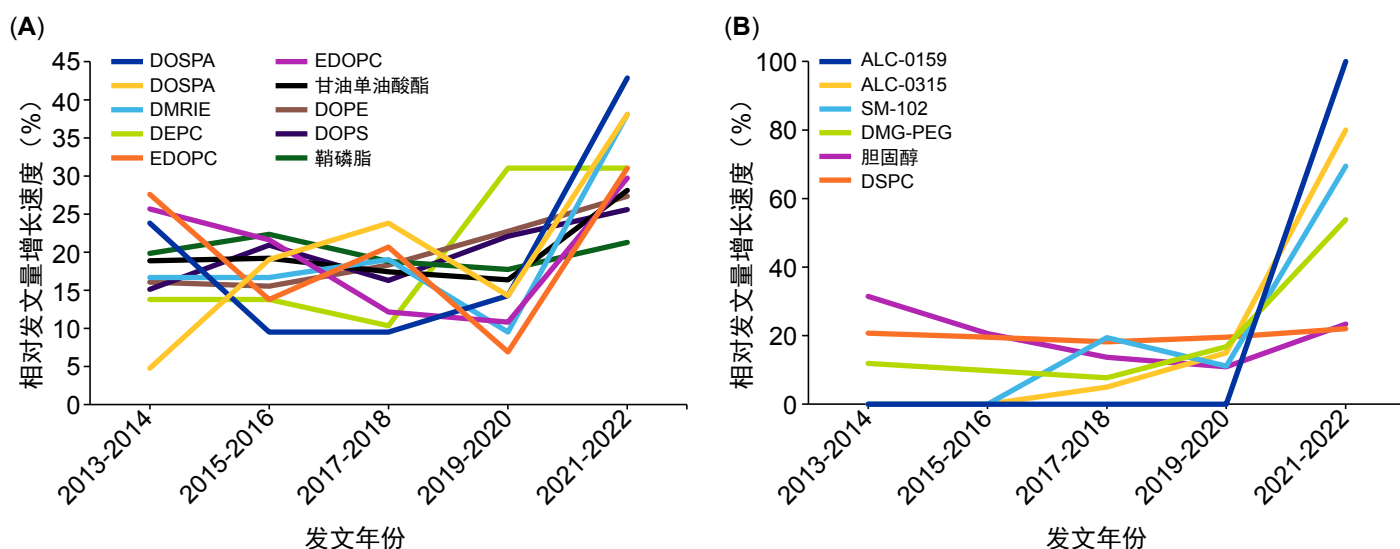 (A)
相对发文量增长速度（%）
45
40
35
30
25
20
15
10
5
0
DOSPA
DOSPA
DMRIE
DEPC
EDOPC
EDOPC
甘油单油酸酯
DOPE
DOPS
鞘磷脂
2013-2014
2015-2016
2017-2018
2019-2020
2021-2022
发文年份
(B)
相对发文量增长速度（%）
100
80
60
40
20
0
ALC-0159
ALC-0315
SM-102
DMG-PEG
胆固醇
DSPC
2013-2014
2015-2016
2017-2018
2019-2020
2021-2022
发文年份